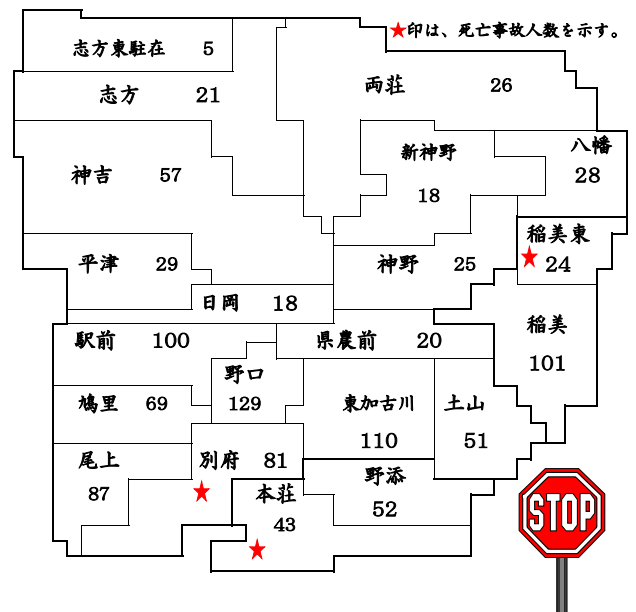 ★印は、死亡事故人数を示す。
志方東駐在 5
志方 21
両荘 26
新神野
18
八幡
28
神吉 57
稲美東
★ 24
平津 29
神野 25
日岡 18
稲美
101
駅前 100
県農前 20
野口
129
鳩里 69
東加古川
110
土山
51
尾上
87
別府 81
★
野添
52
本荘
43
★
STOP